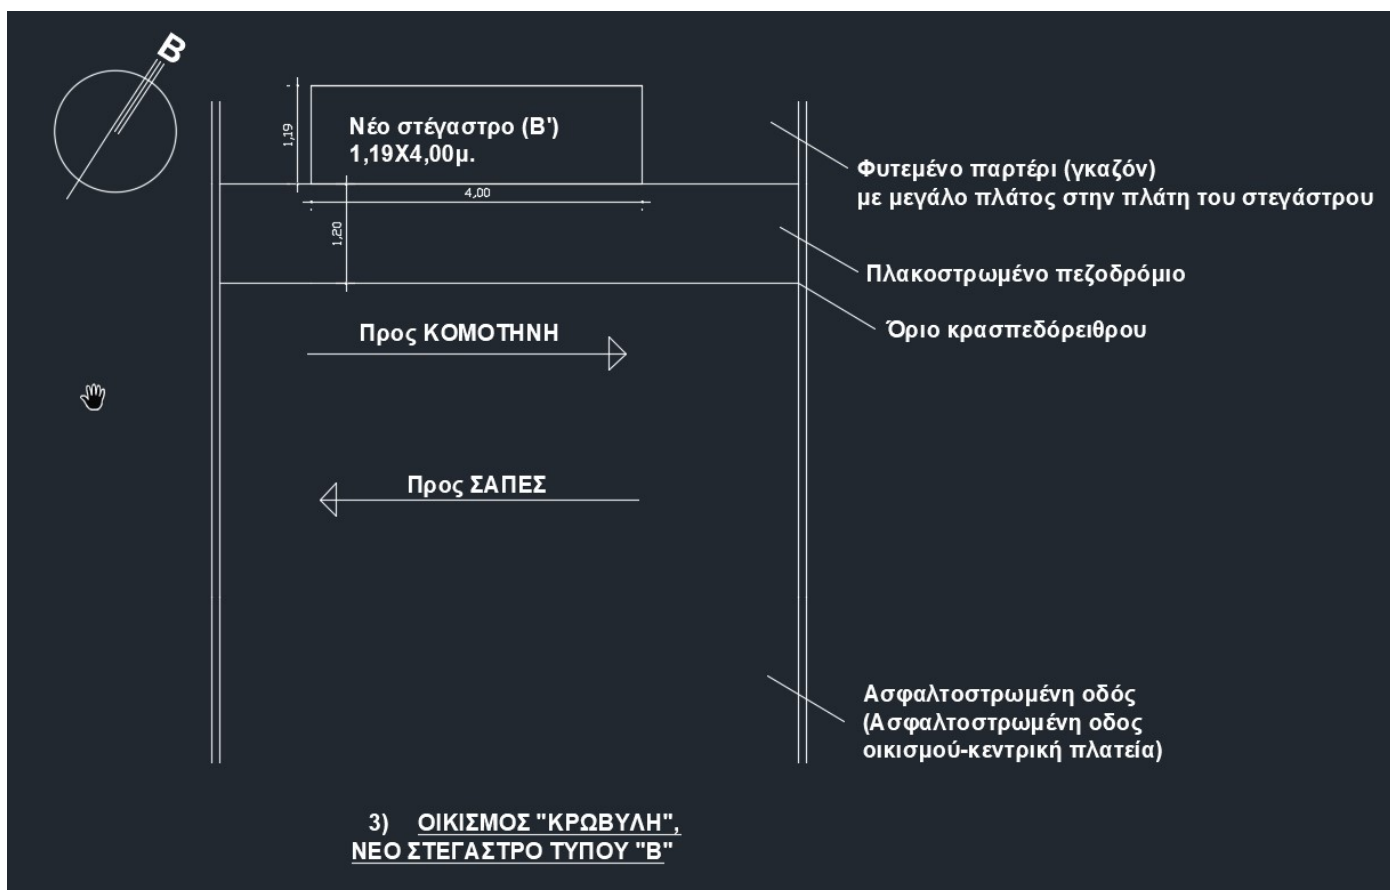 Β
Νέο στέγαστρο (Β')
1,19Χ4,00μ.
1,19
4,00
1,20
Φυτεμένο παρτέρι (γκαζόν)
με μεγάλο πλάτος στην πλάτη του στεγάστρου
Πλακοστρωμένο πεζοδρόμιο
Όριο κρασπεδόρειθρου
Προς ΚΟΜΟΤΗΝΗ
Προς ΣΑΠΕΣ
Ασφαλτοστρωμένη οδός
(Ασφαλτοστρωμένη οδος
οικισμού-κεντρική πλατεία)
3) ΟΙΚΙΣΜΟΣ "ΚΡΩΒΥΛΗ",
ΝΕΟ ΣΤΕΓΑΣΤΡΟ ΤΥΠΟΥ "Β"